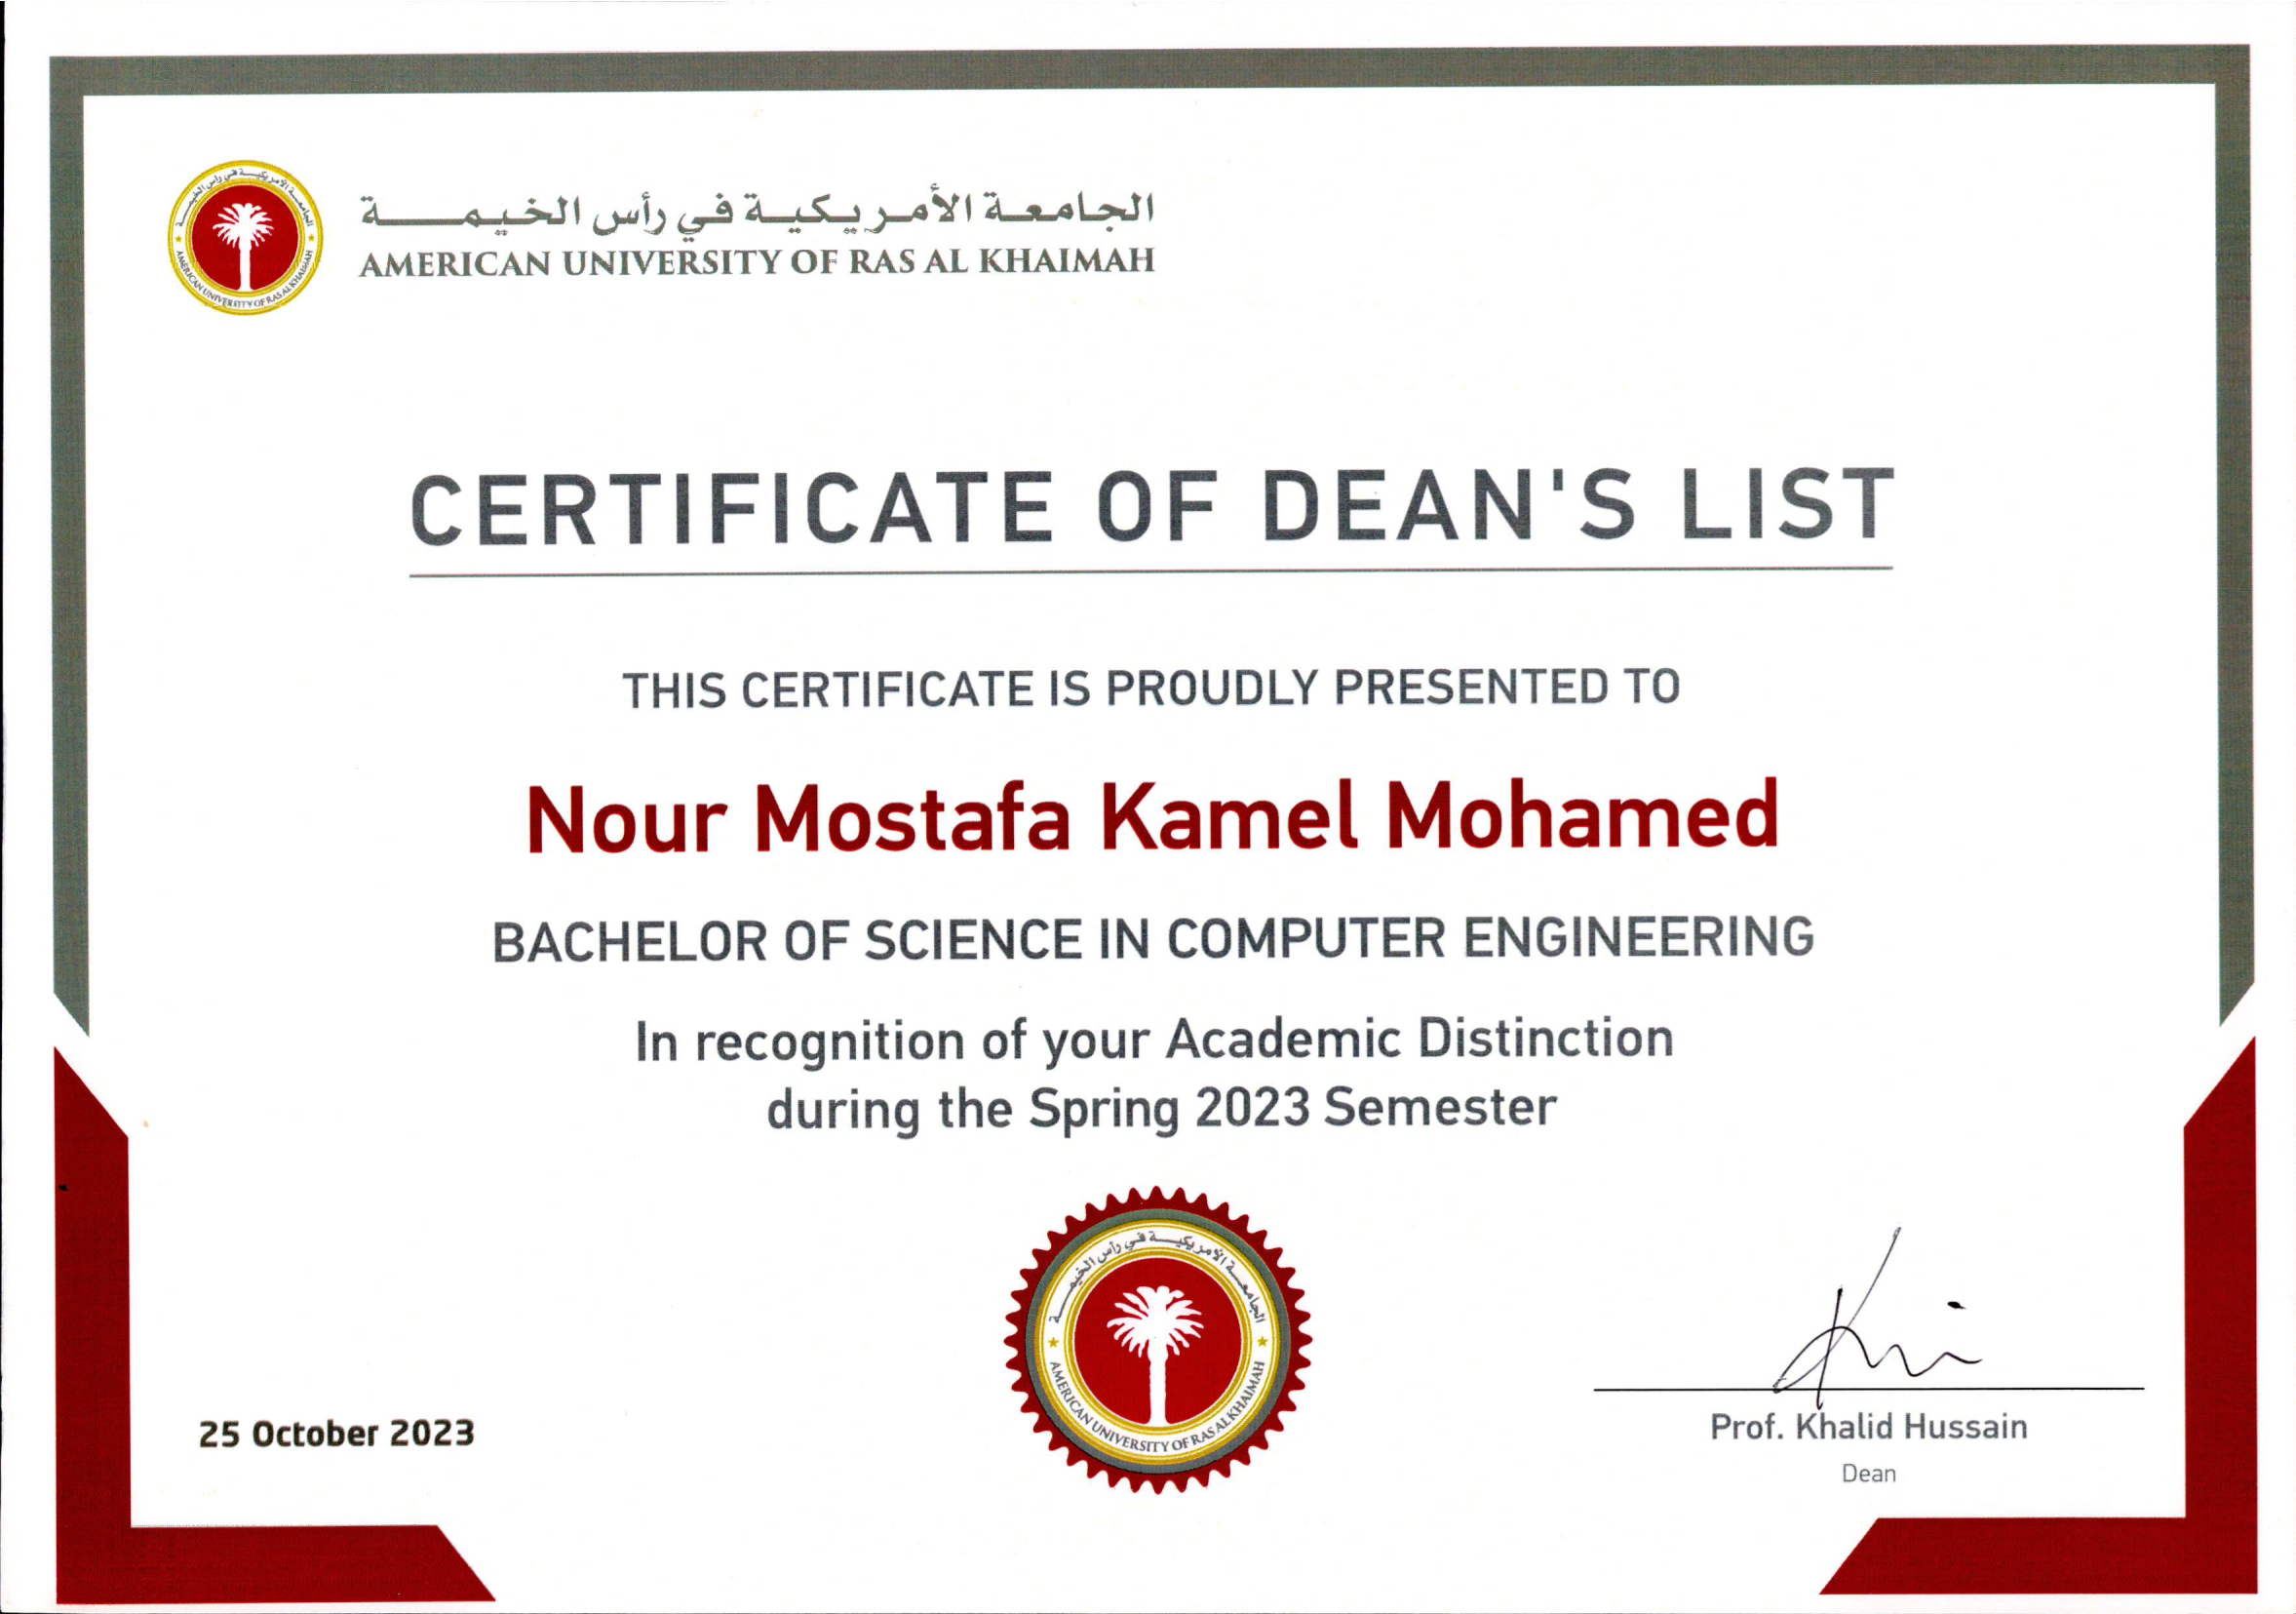 الجامعة الأمريكية في رأس الخيمة
AMERICAN UNIVERSITY OF RAS AL KHAIMAH
الجامعة الأمريكية في رأس الخيمة
AMERICAN UNIVERSITY OF RAS AL KHAIMAH
CERTIFICATE OF DEAN'S LIST
THIS CERTIFICATE IS PROUDLY PRESENTED TO
Nour Mostafa Kamel Mohamed
BACHELOR OF SCIENCE IN COMPUTER ENGINEERING
In recognition of your Academic Distinction
during the Spring 2023 Semester
الجامعة الأمريكية في رأس الخيمة
AMERICAN UNIVERSITY OF RAS AL KHAIMAH
25 October 2023
Prof. Khalid Hussain
Dean